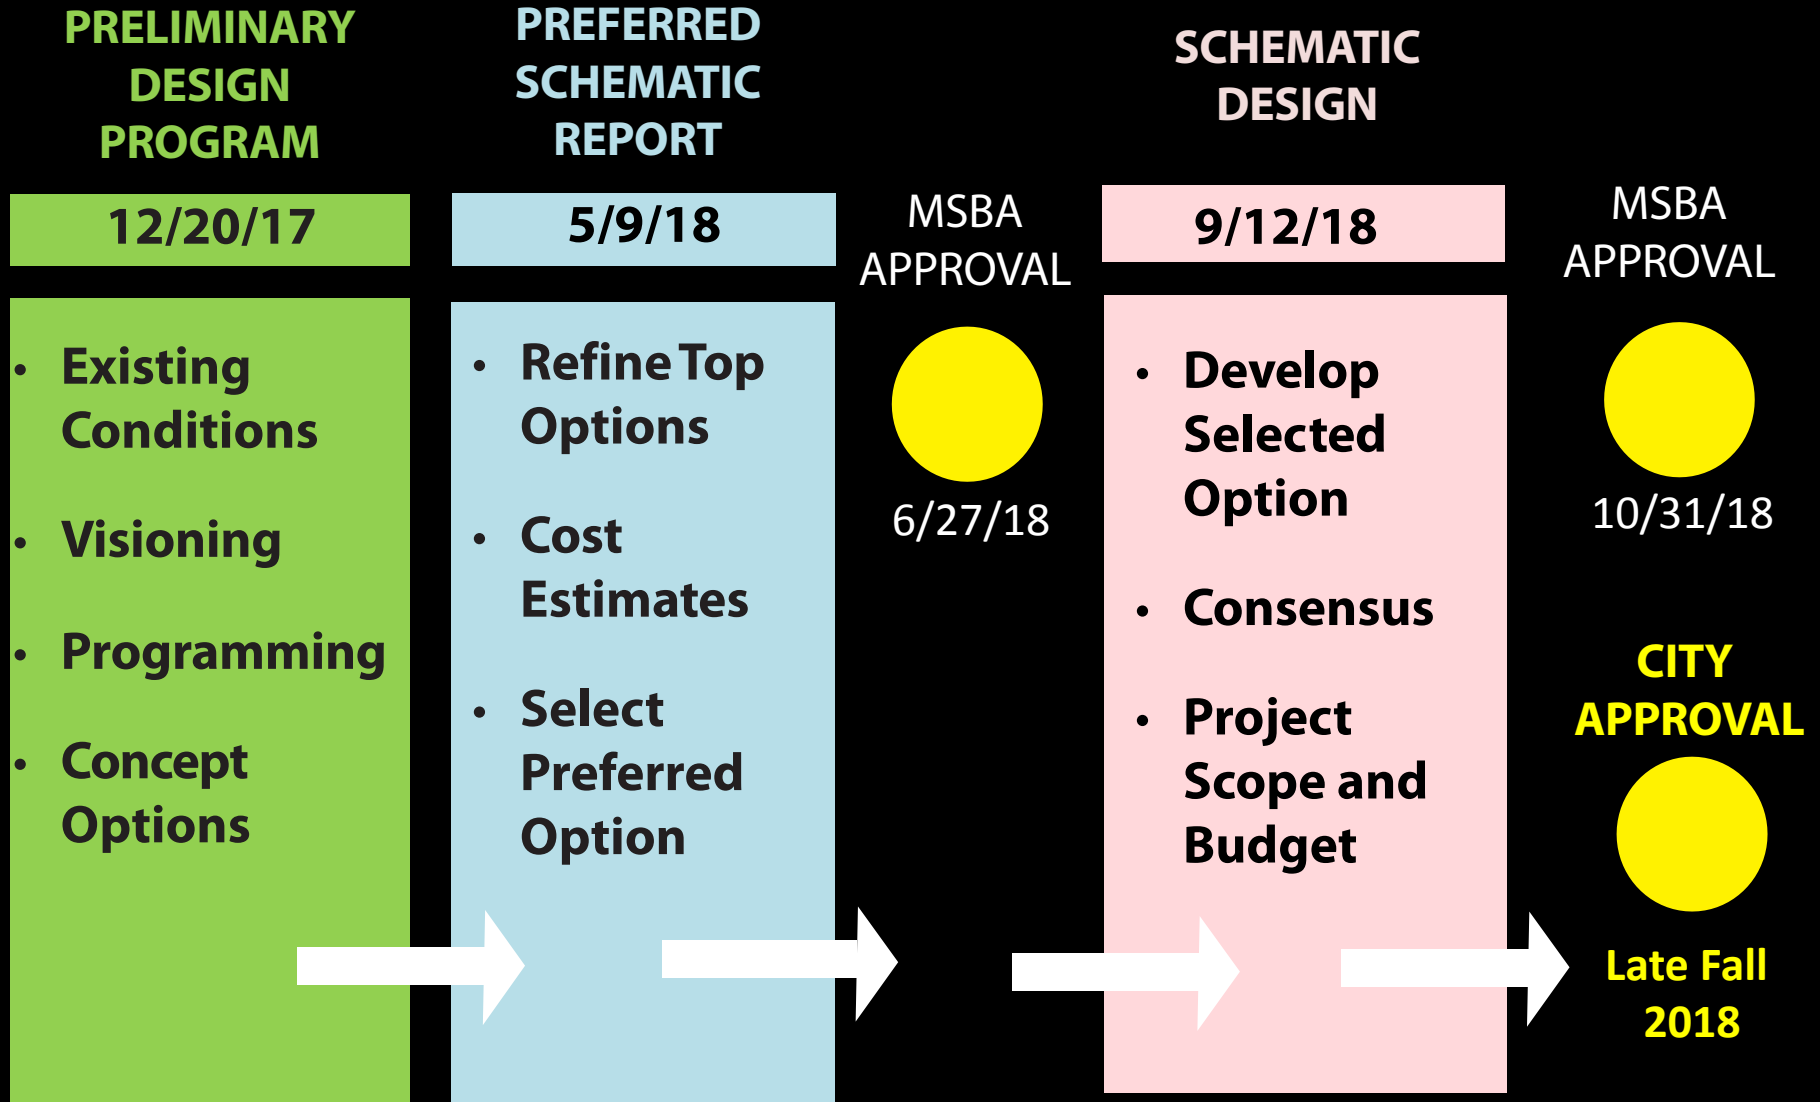 PRELIMINARY
DESIGN
PROGRAM
12/20/17
• Existing
Conditions
• Visioning
• Programming
• Concept
Options
PREFERRED
SCHEMATIC
REPORT
5/9/18
• Refine Top
Options
• Cost
Estimates
• Select
Preferred
Option
MSBA
APPROVAL
6/27/18
SCHEMATIC
DESIGN
9/12/18
• Develop
Selected
Option
• Consensus
• Project
Scope and
Budget
MSBA
APPROVAL
10/31/18
CITY
APPROVAL
Late Fall
2018